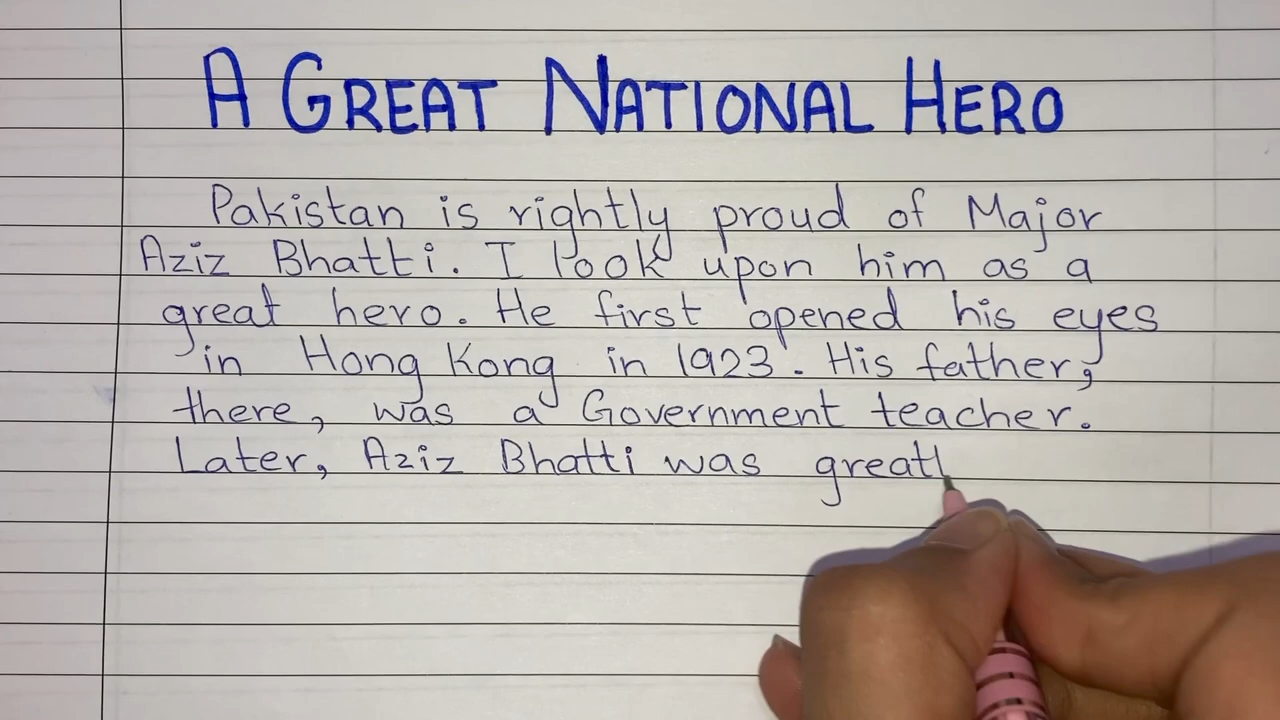 A GREAT NATIONAL HERO
Pakistan is rightly proud of Major
Aziz Bhatti. I look upon him as a
great hero. He first opened his eyes
in Hong Kong in 1923. His father,
there, was a Government teacher.
Later, Aziz Bhatti was greatl